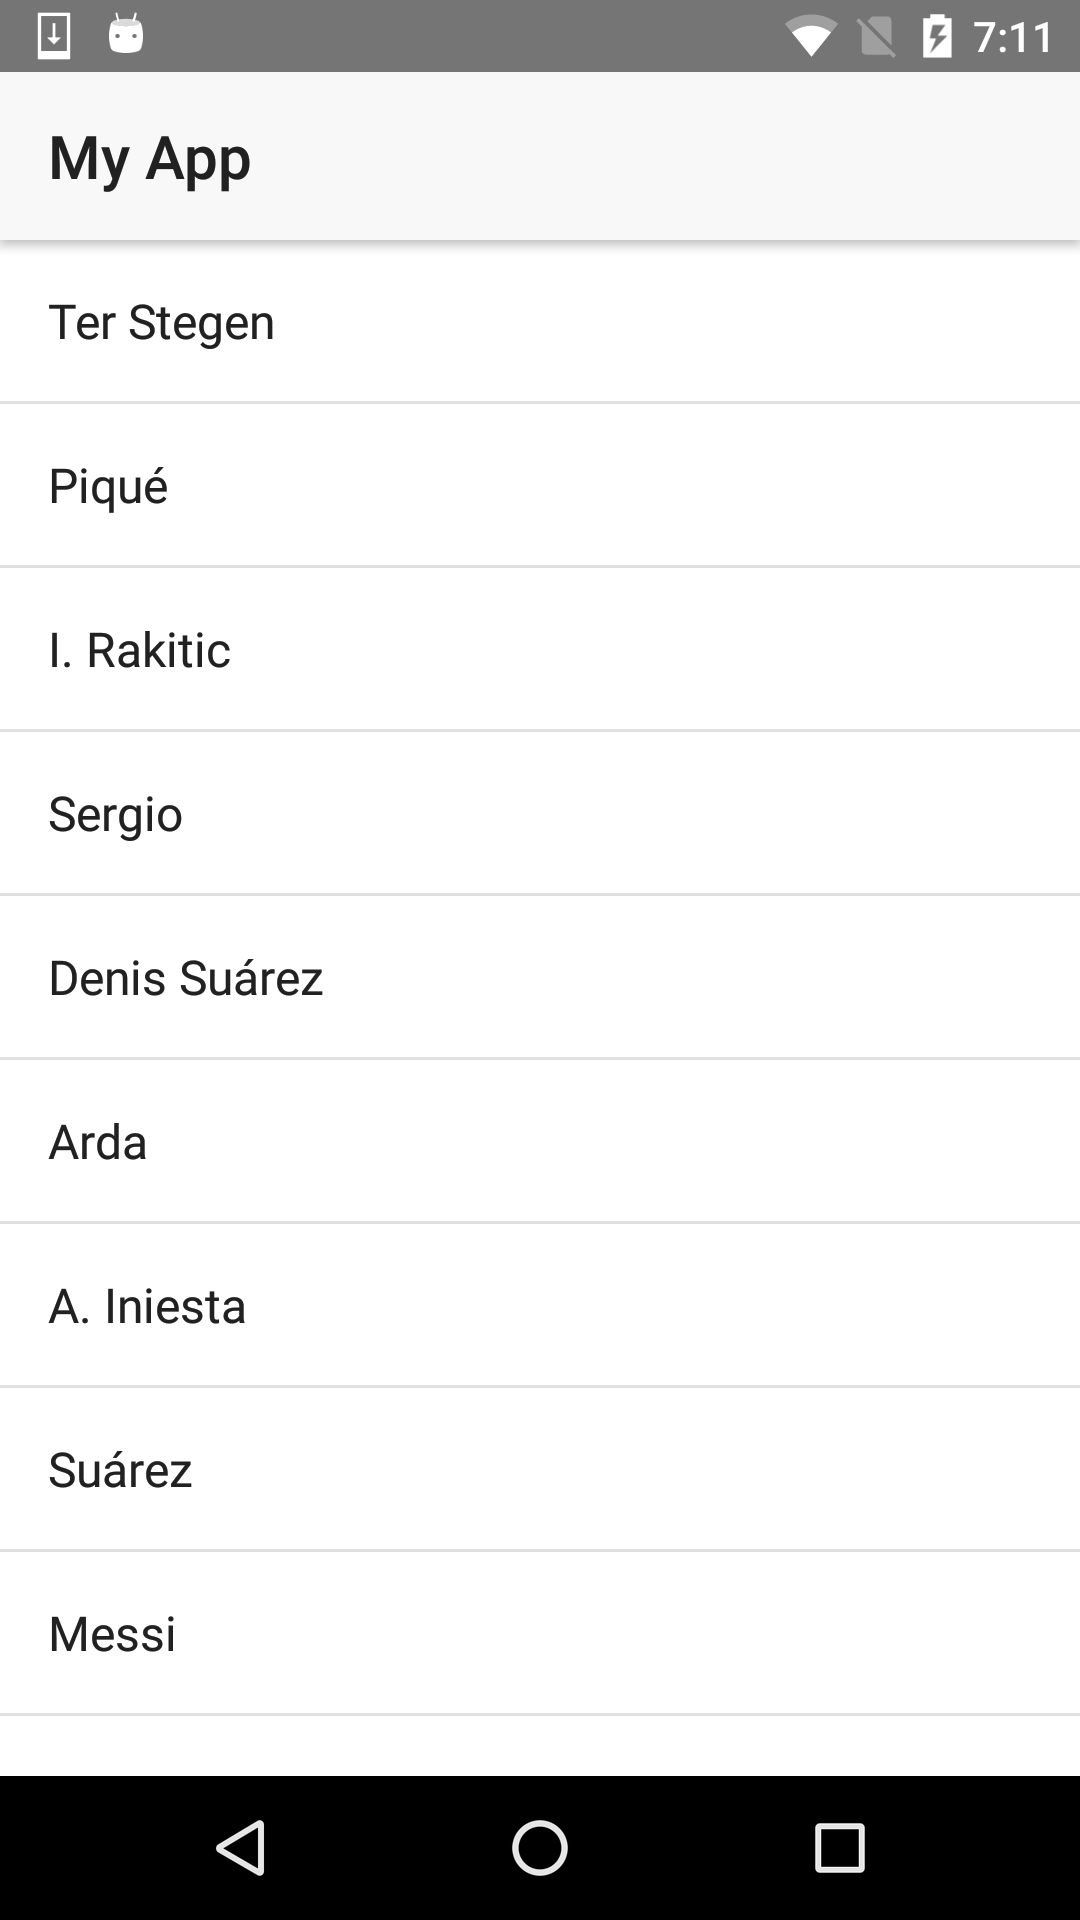 7:11
My App
Ter Stegen
Piqué
I. Rakitic
Sergio
Denis Suárez
Arda
A. Iniesta
Suárez
Messi